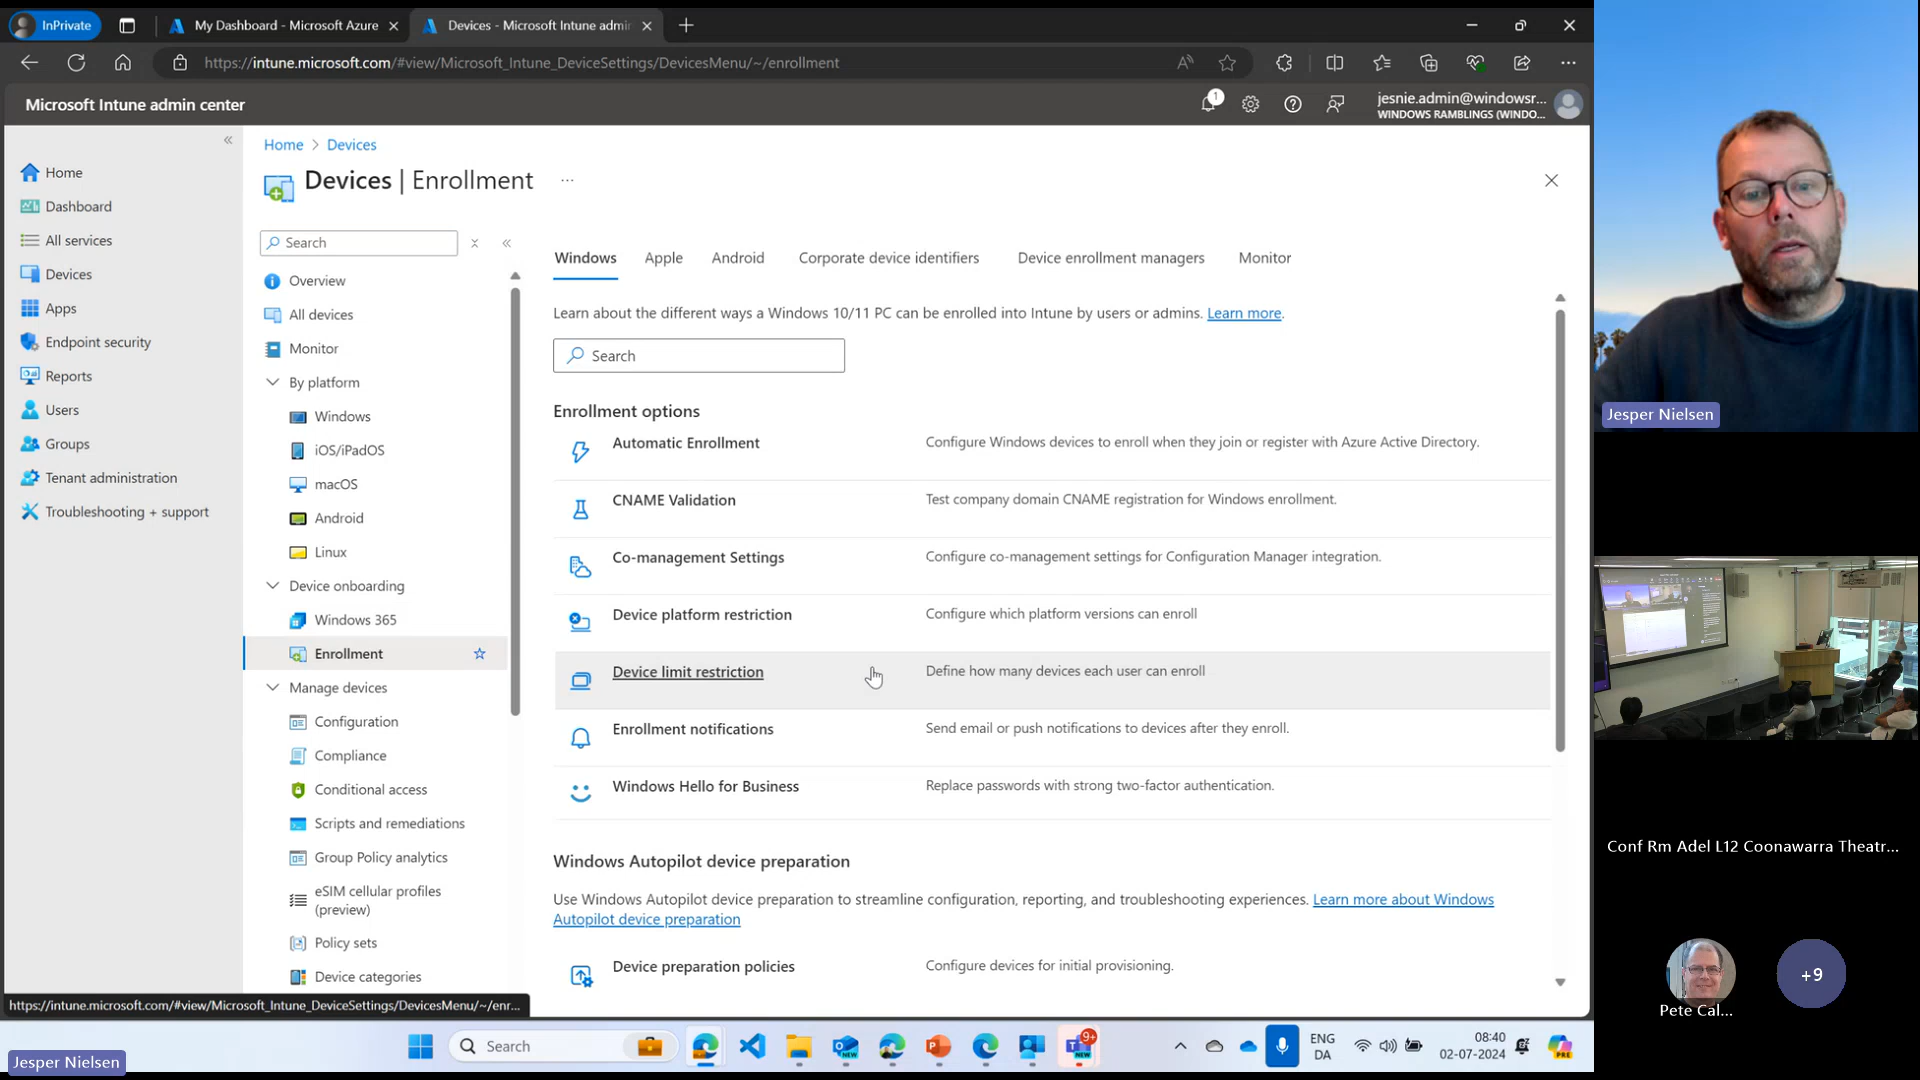 InPrivate
My Dashboard - Microsoft Azure
Devices - Microsoft Intune admin
https://intune.microsoft.com/#view/Microsoft_Intune_DeviceSettings/DevicesMenu/~/enrollment
Microsoft Intune admin center
1
jesnie.admin@windowsr...
WINDOWS RAMBLINGS (WINDO...
Home
Dashboard
All services
Devices
Apps
Endpoint security
Reports
Users
Groups
Tenant administration
Troubleshooting + support
Home > Devices
Devices | Enrollment ...
Search
Overview
All devices
Monitor
By platform
Windows
iOS/iPadOS
macOS
Android
Linux
Device onboarding
Windows 365
Enrollment
Manage devices
Configuration
Compliance
Conditional access
Scripts and remediations
Group Policy analytics
eSIM cellular profiles
(preview)
Policy sets
Device categories
Windows Apple Android Corporate device identifiers Device enrollment managers Monitor
Learn about the different ways a Windows 10/11 PC can be enrolled into Intune by users or admins. Learn more.
Search
Enrollment options
Automatic Enrollment Configure Windows devices to enroll when they join or register with Azure Active Directory.
CNAME Validation Test company domain CNAME registration for Windows enrollment.
Co-management Settings Configure co-management settings for Configuration Manager integration.
Device platform restriction Configure which platform versions can enroll
Device limit restriction Define how many devices each user can enroll
Enrollment notifications Send email or push notifications to devices after they enroll.
Windows Hello for Business Replace passwords with strong two-factor authentication.
Windows Autopilot device preparation
Use Windows Autopilot device preparation to streamline configuration, reporting, and troubleshooting experiences. Learn more about Windows
Autopilot device preparation
Device preparation policies Configure devices for initial provisioning.
https://intune.microsoft.com/#view/Microsoft_Intune_DeviceSettings/DevicesMenu/~/enr...
Search
NEW
9+
NEW
ENG
DA
08:40
02-07-2024
PRE
Jesper Nielsen
Jesper Nielsen
Conf Rm Adel L12 Coonawarra Theatr...
Pete Cal...
+9